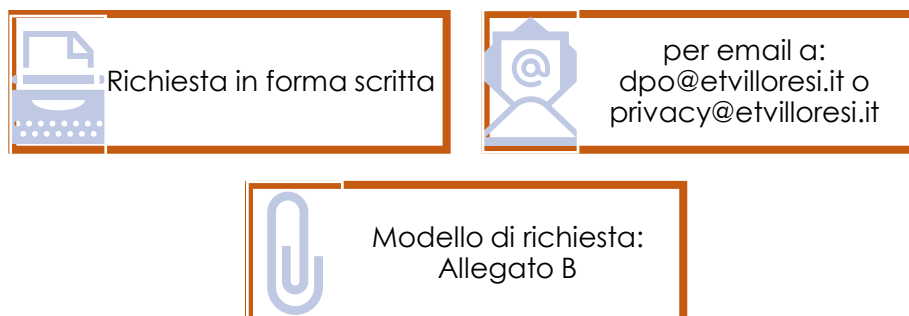 Richiesta in forma scritta
per email a:
dpo@etvilloresi.it o
privacy@etvilloresi.it
Modello di richiesta:
Allegato B